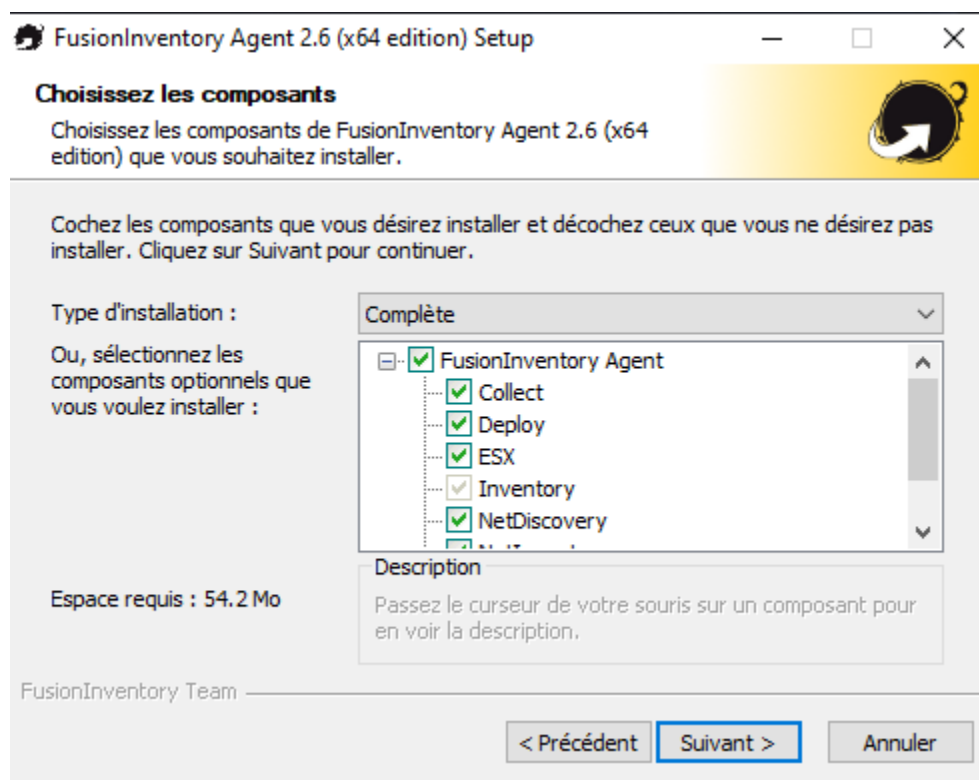 FusionInventory Agent 2.6 (x64 edition) Setup
Choisissez les composants
Choisissez les composants de FusionInventory Agent 2.6 (x64
edition) que vous souhaitez installer.
Cochez les composants que vous désirez installer et décochez ceux que vous ne désirez pas
installer. Cliquez sur Suivant pour continuer.
Type d'installation :
Complète
Ou, sélectionnez les
composants optionnels que
vous voulez installer :
FusionInventory Agent
Collect
Deploy
ESX
Inventory
NetDiscovery
Espace requis : 54.2 Mo
Description
Passez le curseur de votre souris sur un composant pour
en voir la description.
FusionInventory Team
< Précédent
Suivant >
Annuler